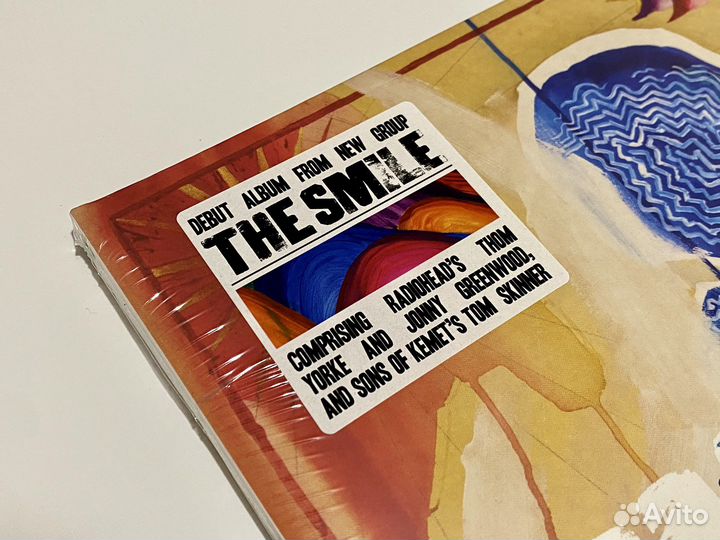 DEBUT ALBUM FROM NEW GROUP
THE SMILE
COMPRISING RADIOHEAD'S THOM
YORKE AND JONNY GREENWOOD,
AND SONS OF KEMET'S TOM SKINNER
Avito